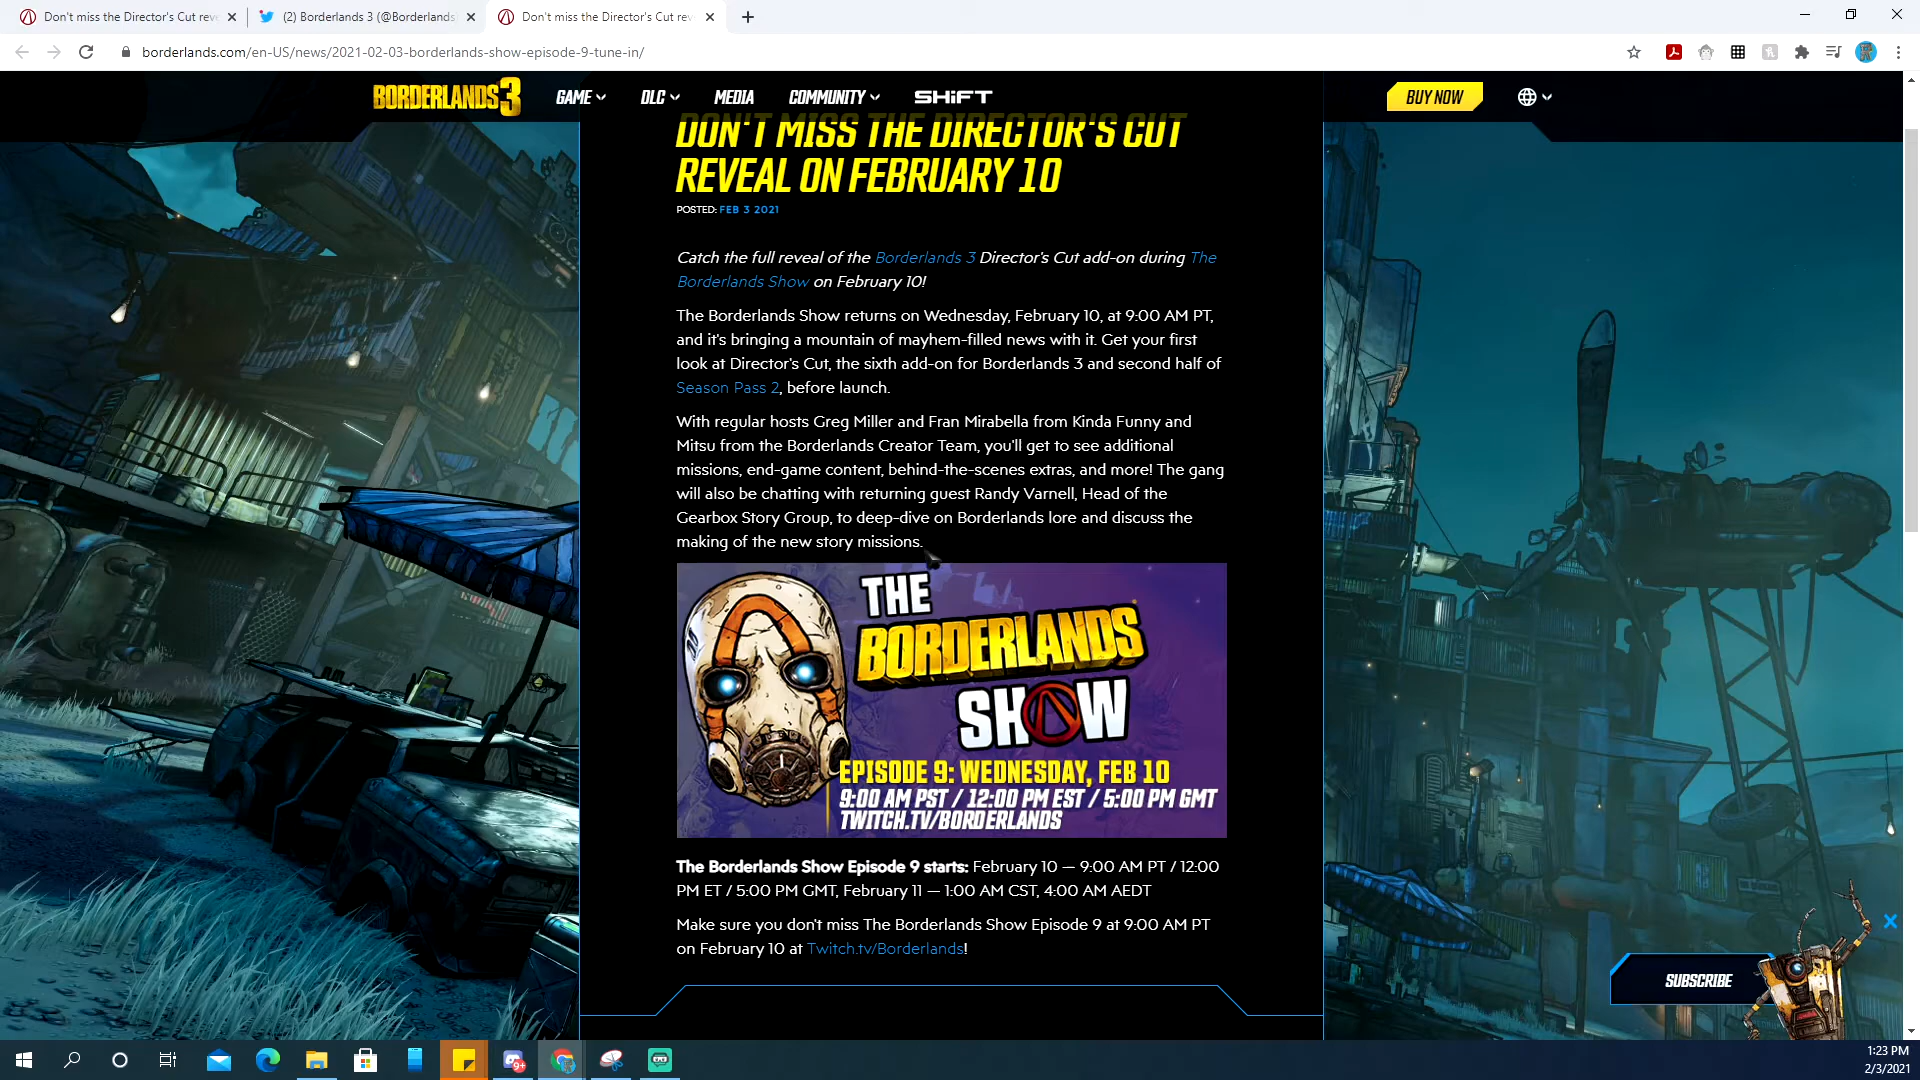 Don't miss the Director's Cut reve
(2) Borderlands 3 (@Borderlands
Don't miss the Director's Cut rev
borderlands.com/en-US/news/2021-02-03-borderlands-show-episode-9-tune-in/
BORDERLANDS 3
GAME
DLC
MEDIA
COMMUNITY
SHiFT
BUY NOW
DON'T MISS THE DIRECTOR'S CUT
REVEAL ON FEBRUARY 10
POSTED: FEB 3 2021
Catch the full reveal of the Borderlands 3 Director's Cut add-on during The
Borderlands Show on February 10!
The Borderlands Show returns on Wednesday, February 10, at 9:00 AM PT,
and it's bringing a mountain of mayhem-filled news with it. Get your first
look at Director's Cut, the sixth add-on for Borderlands 3 and second half of
Season Pass 2, before launch.
With regular hosts Greg Miller and Fran Mirabella from Kinda Funny and
Mitsu from the Borderlands Creator Team, you'll get to see additional
missions, end-game content, behind-the-scenes extras, and more! The gang
will also be chatting with returning guest Randy Varnell, Head of the
Gearbox Story Group, to deep-dive on Borderlands lore and discuss the
making of the new story missions.
THE
BORDERLANDS
SHOW
EPISODE 9: WEDNESDAY, FEB 10
9:00 AM PST / 12:00 PM EST / 5:00 PM GMT
TWITCH.TV/BORDERLANDS
The Borderlands Show Episode 9 starts: February 10 — 9:00 AM PT / 12:00
PM ET / 5:00 PM GMT, February 11 — 1:00 AM CST, 4:00 AM AEDT
Make sure you don't miss The Borderlands Show Episode 9 at 9:00 AM PT
on February 10 at Twitch.tv/Borderlands!
SUBSCRIBE
9+
1:23 PM
2/3/2021